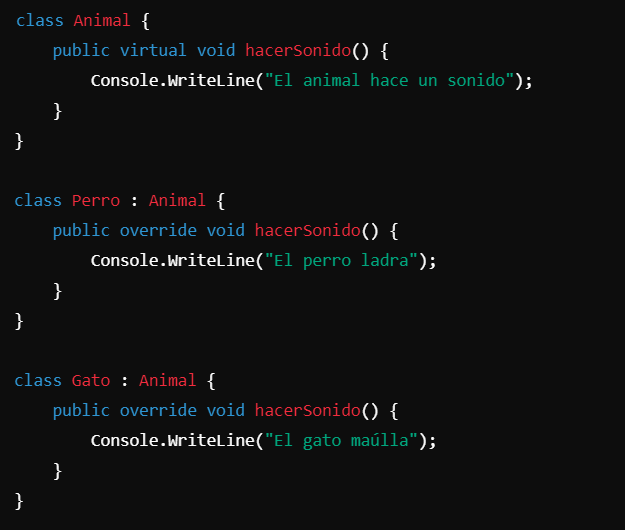 class Animal {
    public virtual void hacerSonido() {
        Console.WriteLine("El animal hace un sonido");
    }
}

class Perro : Animal {
    public override void hacerSonido() {
        Console.WriteLine("El perro ladra");
    }
}

class Gato : Animal {
    public override void hacerSonido() {
        Console.WriteLine("El gato maúlla");
    }
}